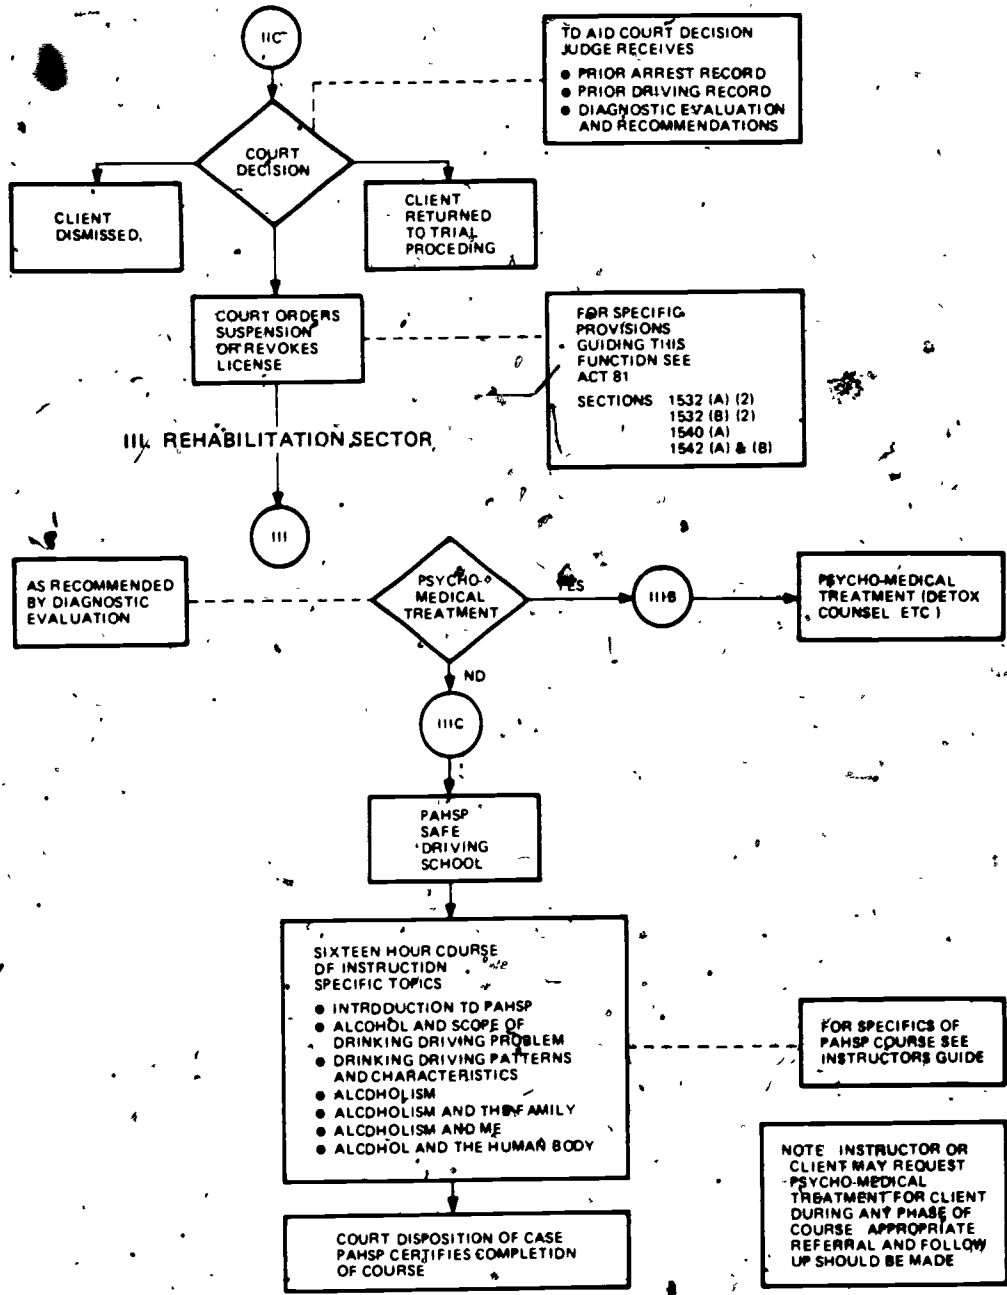 IIC
TO AID COURT DECISION
JUDGE RECEIVES
● PRIOR ARREST RECORD
● PRIOR DRIVING RECORD
● DIAGNOSTIC EVALUATION
AND RECOMMENDATIONS
COURT
DECISION
CLIENT
DISMISSED
CLIENT
RETURNED
TO TRIAL
PROCEDING
COURT ORDERS
SUSPENSION
OR REVOKES
LICENSE
FOR SPECIFIC
PROVISIONS
GUIDING THIS
FUNCTION SEE
ACT 81
SECTIONS 1532 (A) (2)
1532 (B) (2)
1540 (A)
1542 (A) & (B)
III. REHABILITATION SECTOR
III
AS RECOMMENDED
BY DIAGNOSTIC
EVALUATION
PSYCHO-
MEDICAL
TREATMENT
YES
IIIB
PSYCHO-MEDICAL
TREATMENT (DETOX
COUNSEL ETC )
NO
IIIC
PAHSP
SAFE
DRIVING
SCHOOL
SIXTEEN HOUR COURSE
OF INSTRUCTION
SPECIFIC TOPICS
● INTRODUCTION TO PAHSP
● ALCOHOL AND SCOPE OF
DRINKING DRIVING PROBLEM
● DRINKING DRIVING PATTERNS
AND CHARACTERISTICS
● ALCOHOLISM
● ALCOHOLISM AND THE FAMILY
● ALCOHOLISM AND ME
● ALCOHOL AND THE HUMAN BODY
FOR SPECIFICS OF
PAHSP COURSE SEE
INSTRUCTORS GUIDE
NOTE INSTRUCTOR OR
CLIENT MAY REQUEST
PSYCHO-MEDICAL
TREATMENT FOR CLIENT
DURING ANY PHASE OF
COURSE APPROPRIATE
REFERRAL AND FOLLOW
UP SHOULD BE MADE
COURT DISPOSITION OF CASE
PAHSP CERTIFIES COMPLETION
OF COURSE